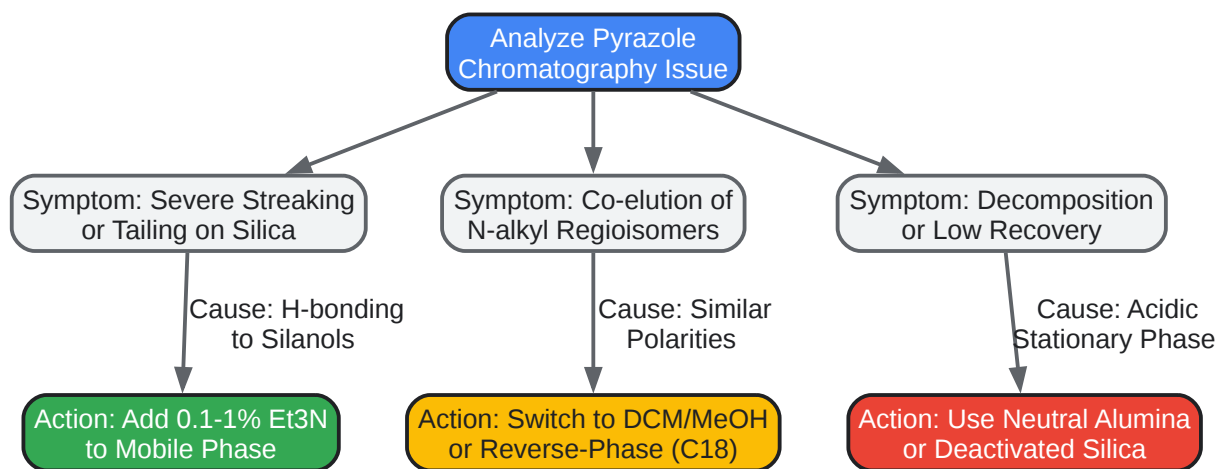 Analyze Pyrazole
Chromatography Issue
Symptom: Severe Streaking
or Tailing on Silica
Symptom: Co-elution of
N-alkyl Regioisomers
Symptom: Decomposition
or Low Recovery
Cause: H-bonding
to Silanols
Cause: Similar
Polarities
Cause: Acidic
Stationary Phase
Action: Add 0.1-1% Et3N
to Mobile Phase
Action: Switch to DCM/MeOH
or Reverse-Phase (C18)
Action: Use Neutral Alumina
or Deactivated Silica